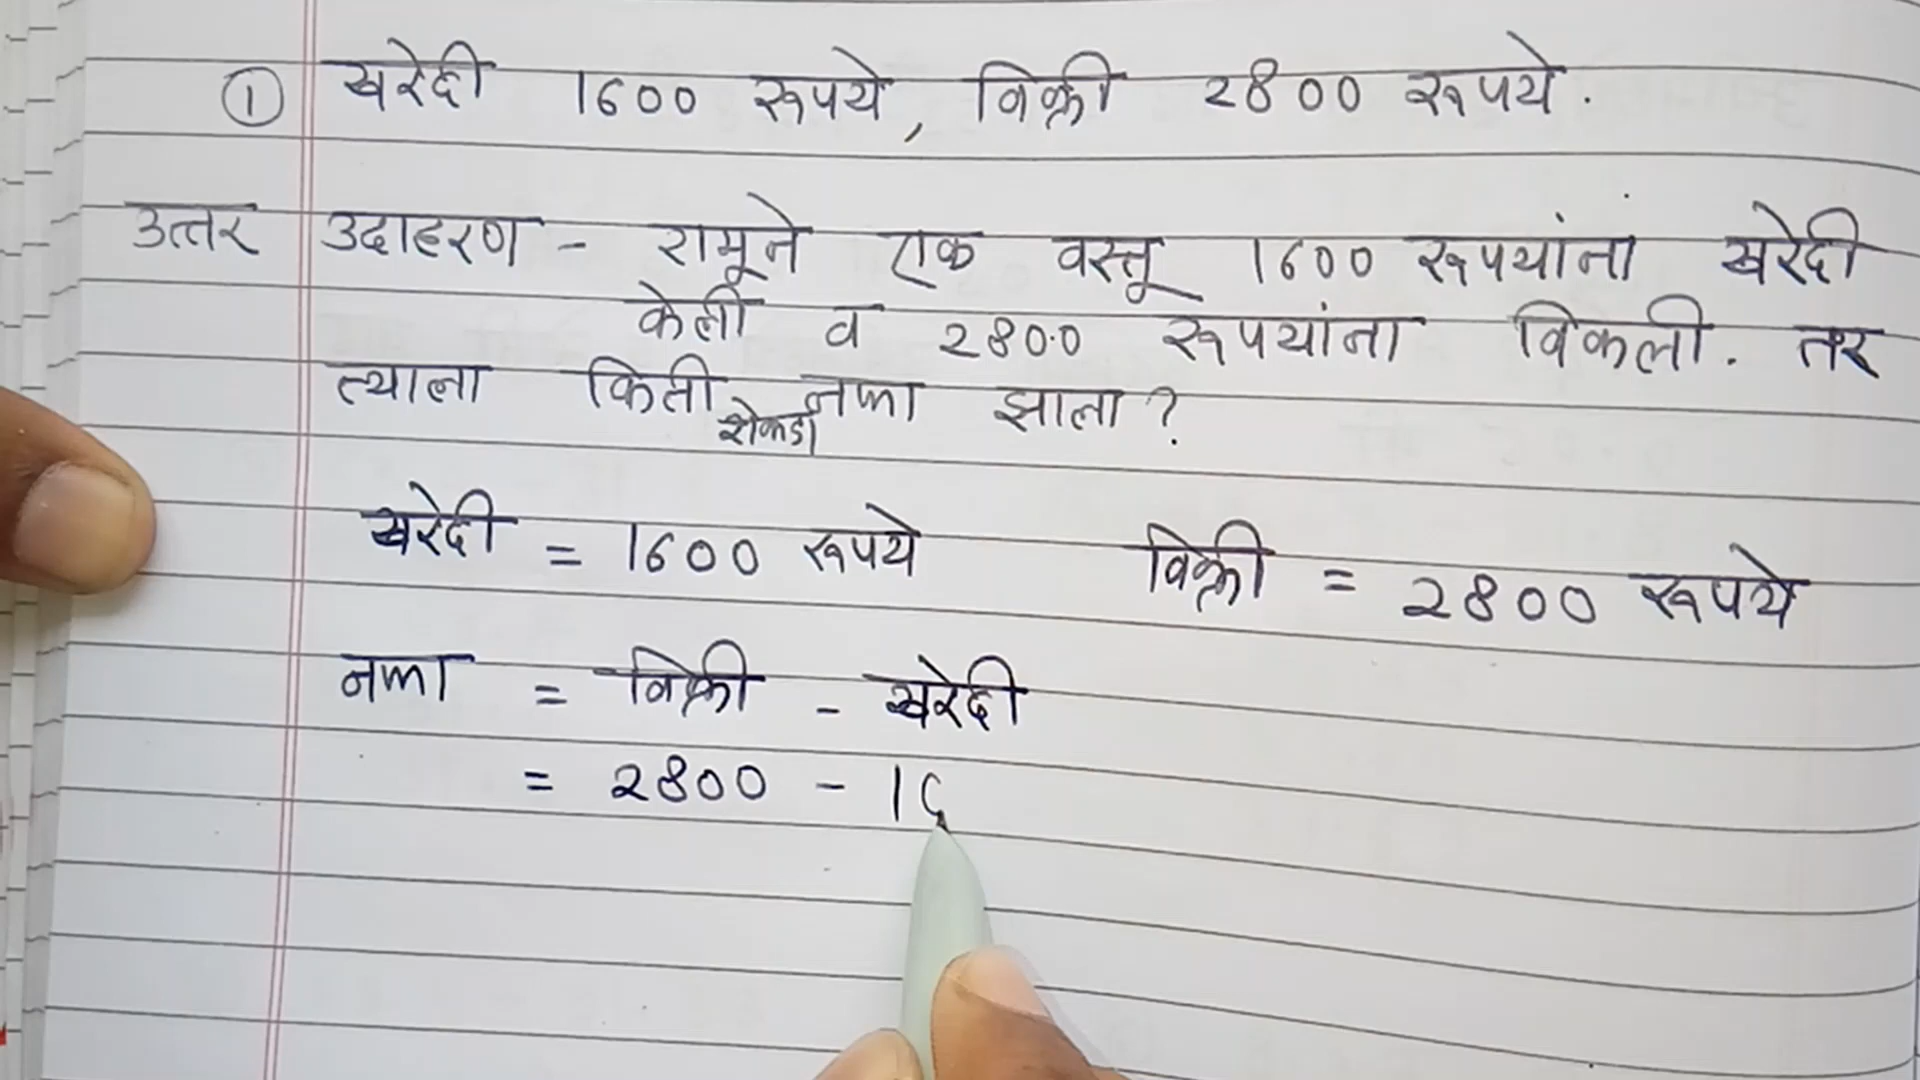 ① खरेदी 1600 रूपये, विक्री 2800 रूपये.
उत्तर उदाहरण - रामूने एक वस्तू 1600 रूपयांना खरेदी
केली व 2800 रूपयांना विकली. तर
त्याला किती शेकडा नफा झाला?
खरेदी = 1600 रूपये विक्री = 2800 रूपये
नफा = विक्री - खरेदी
= 2800 - 16